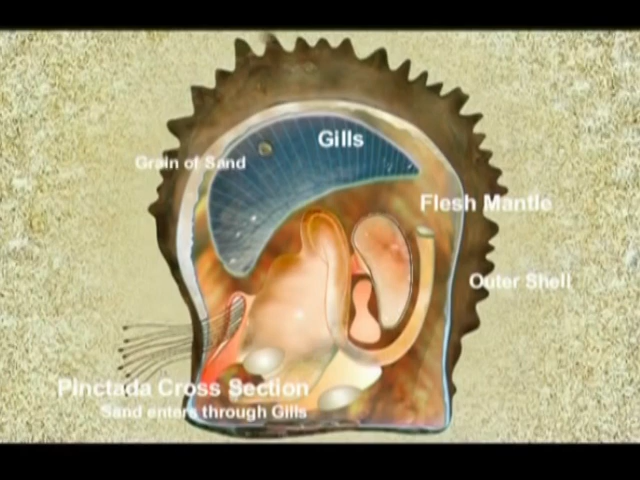 Gills
Grain of Sand
Flesh Mantle
Outer Shell
Pinctada Cross Section
Sand enters through Gills